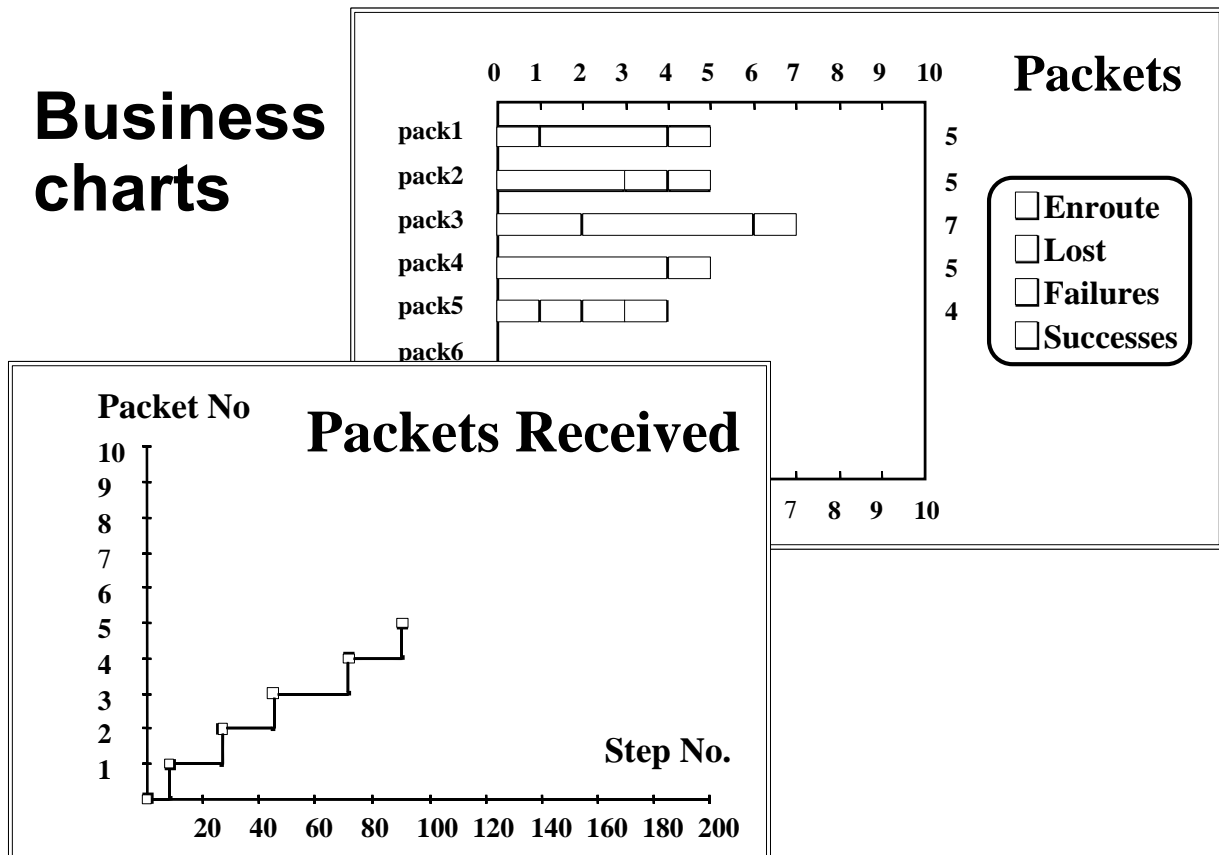 Business
charts
Packets
0 1 2 3 4 5 6 7 8 9 10
pack1 5
pack2 5
pack3 7
pack4 5
pack5 4
pack6
Enroute
Lost
Failures
Successes
7 8 9 10
Packet No
Packets Received
10
9
8
7
6
5
4
3
2
1
Step No.
20 40 60 80 100 120 140 160 180 200